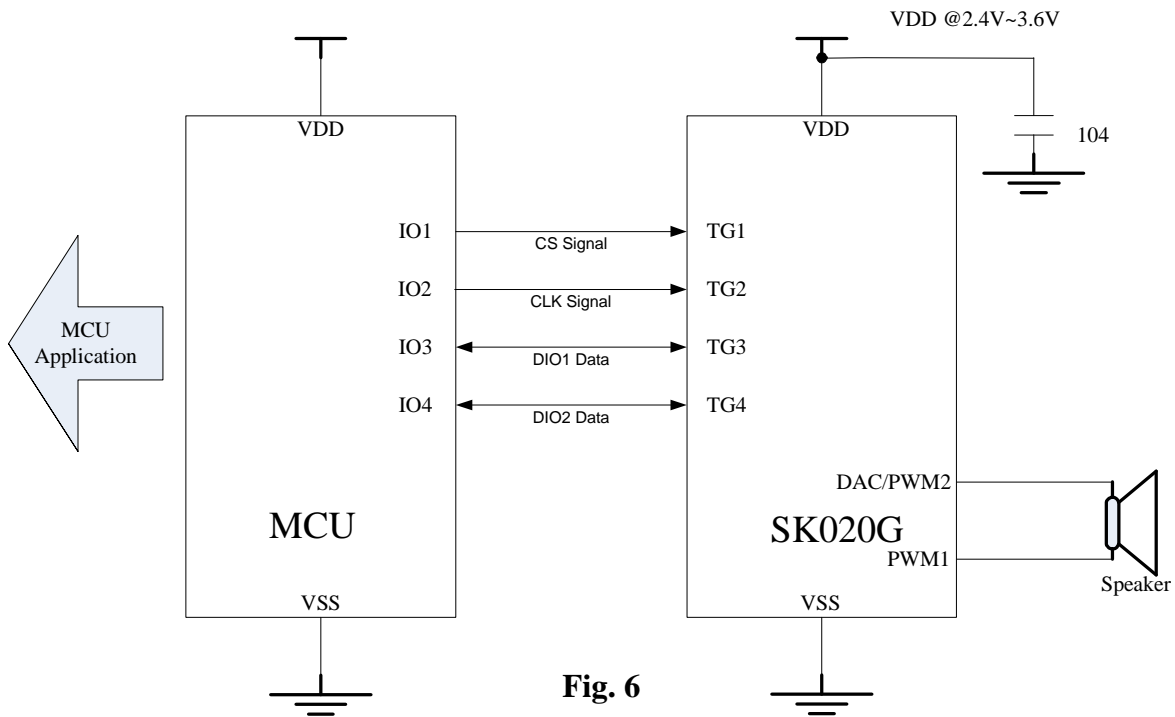 VDD @2.4V~3.6V
VDD
VDD
104
IO1
CS Signal
TG1
IO2
CLK Signal
TG2
MCU
Application
IO3
DIO1 Data
TG3
IO4
DIO2 Data
TG4
DAC/PWM2
MCU
SK020G
PWM1
Speaker
VSS
VSS
Fig. 6